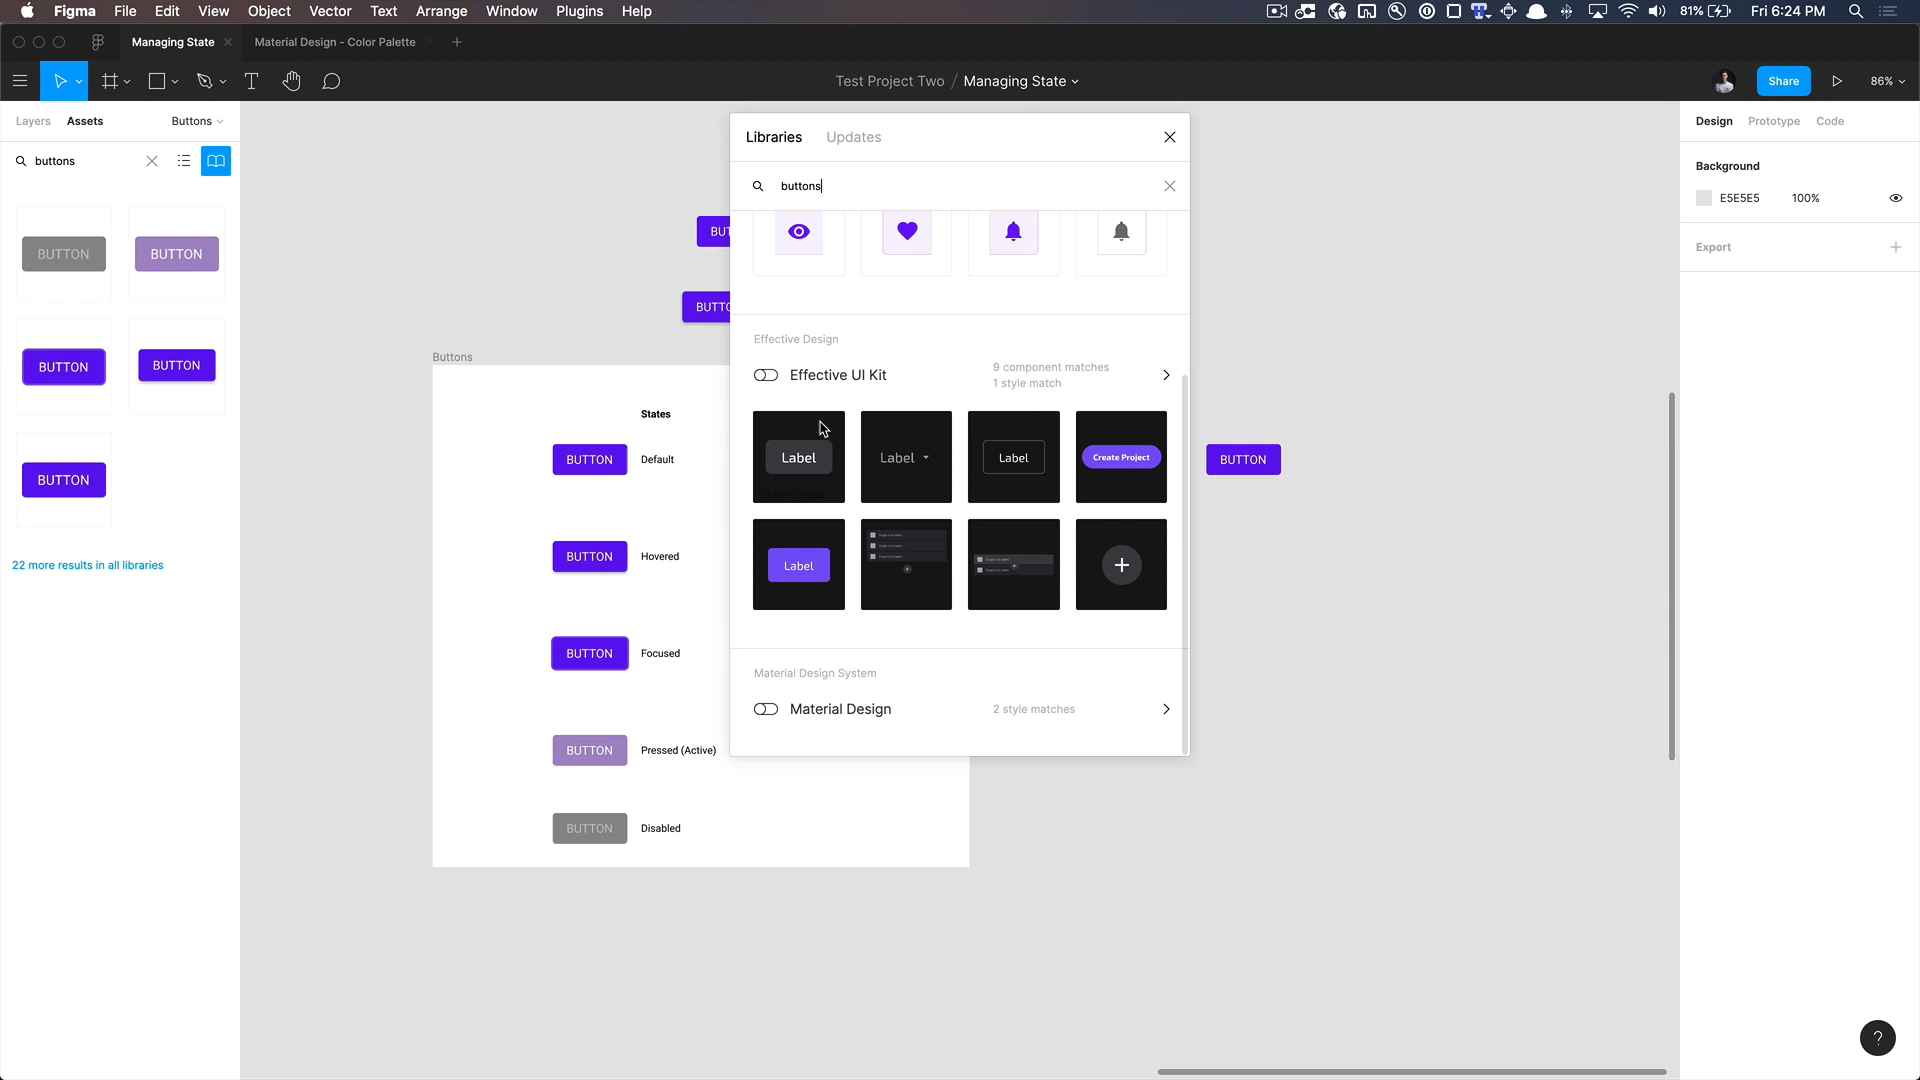 Figma File Edit View Object Vector Text Arrange Window Plugins Help 81% Fri 6:24 PM
Managing State Material Design - Color Palette
Test Project Two / Managing State Share 86%
Layers Assets Buttons
buttons
BUTTON BUTTON
BUTTON BUTTON
BUTTON
22 more results in all libraries
Buttons
States
BUTTON Default
BUTTON Hovered
BUTTON Focused
BUTTON Pressed (Active)
BUTTON Disabled
Libraries Updates
buttons
Effective Design
Effective UI Kit
9 component matches
1 style match
Label Label Label Create Project
Label
Material Design System
Material Design 2 style matches
BUTTON
Design Prototype Code
Background
E5E5E5 100%
Export
?